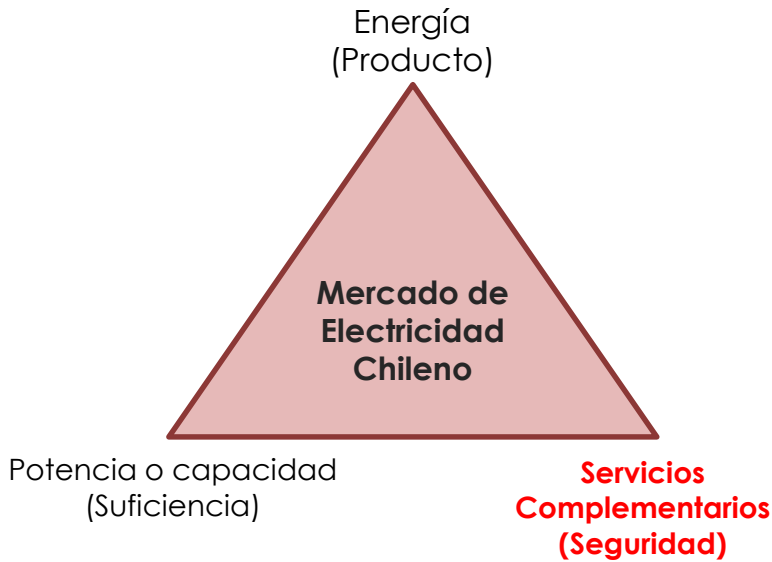 Energía
(Producto)
Mercado de
Electricidad
Chileno
Potencia o capacidad
(Suficiencia)
Servicios
Complementarios
(Seguridad)